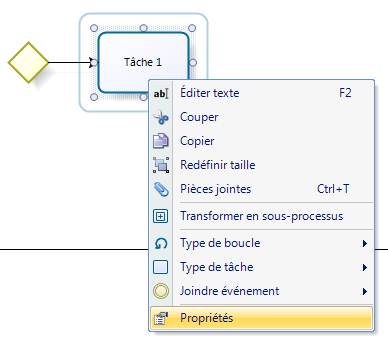 Tâche 1
Éditer texte F2
Couper
Copier
Redéfinir taille
Pièces jointes Ctrl+T
Transformer en sous-processus
Type de boucle
Type de tâche
Joindre événement
Propriétés